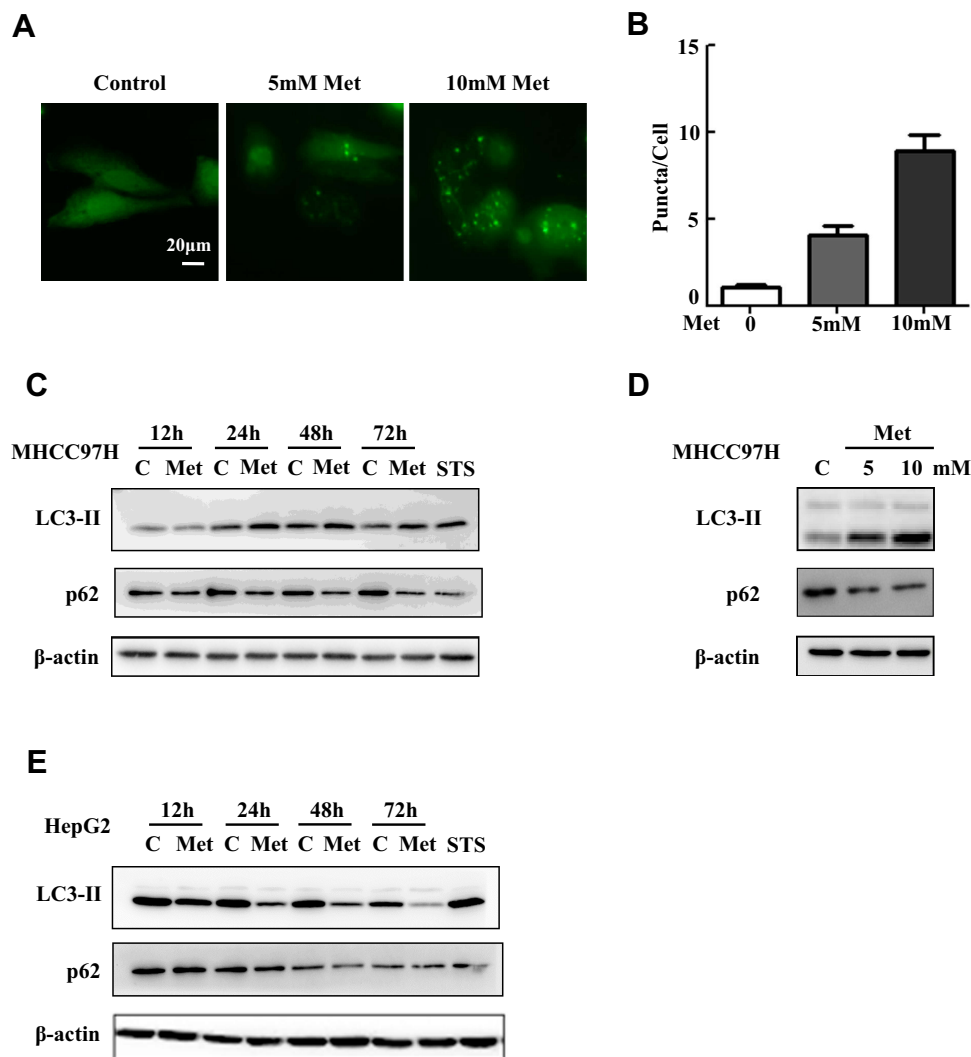 A
Control 5mM Met 10mM Met
20μm
B
15
10
5
0
Puncta/Cell
Met 0 5mM 10mM
C
12h 24h 48h 72h
MHCC97H C Met C Met C Met C Met STS
LC3-II
p62
β-actin
D
Met
MHCC97H C 5 10 mM
LC3-II
p62
β-actin
E
12h 24h 48h 72h
HepG2 C Met C Met C Met C Met STS
LC3-II
p62
β-actin